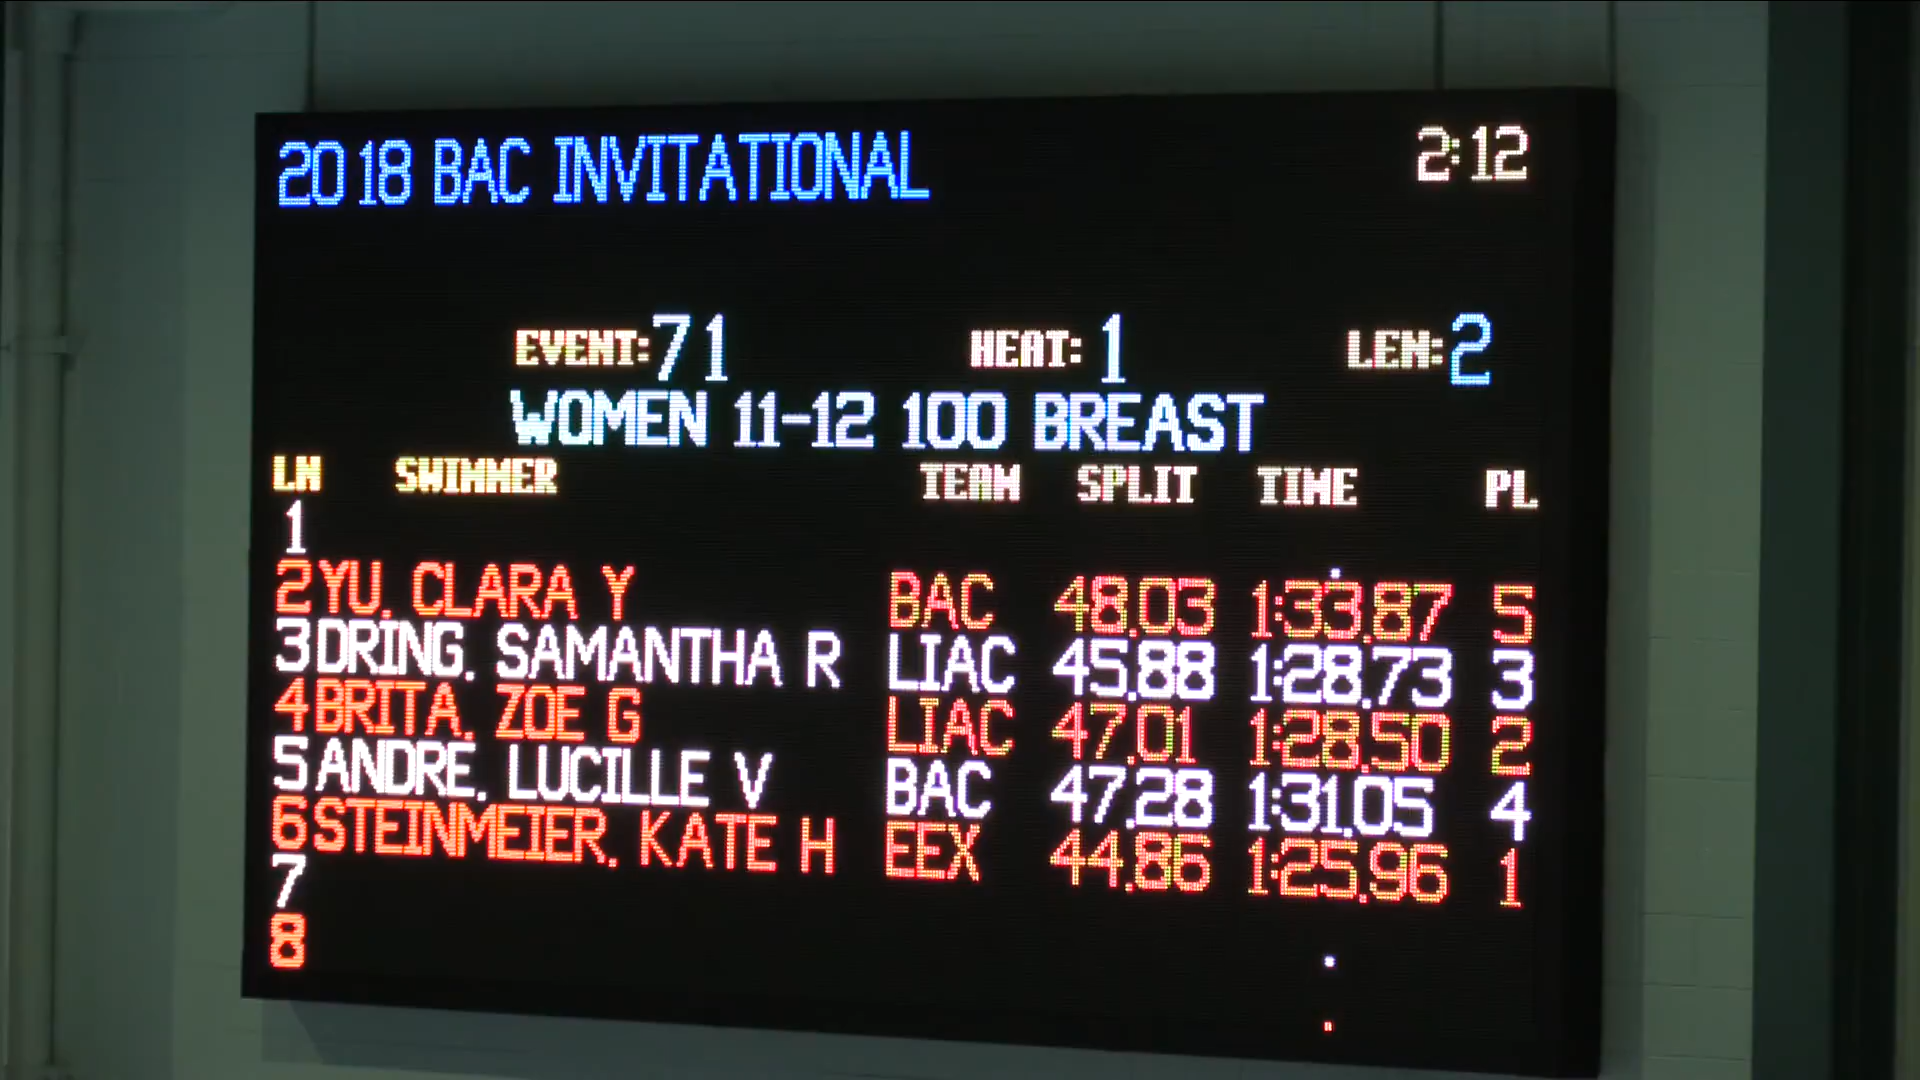 2018 BAC INVITATIONAL 2:12
EVENT:71 HEAT:1 LEN:2
WOMEN 11-12 100 BREAST
LN SWIMMER TEAM SPLIT TIME PL
1
2 YU, CLARA Y BAC 48.03 1:33.87 5
3 DRING, SAMANTHA R LIAC 45.88 1:28.73 3
4 BRITA, ZOE G LIAC 47.01 1:28.50 2
5 ANDRE, LUCILLE V BAC 47.28 1:31.05 4
6 STEINMEIER, KATE H EEX 44.86 1:25.96 1
7
8